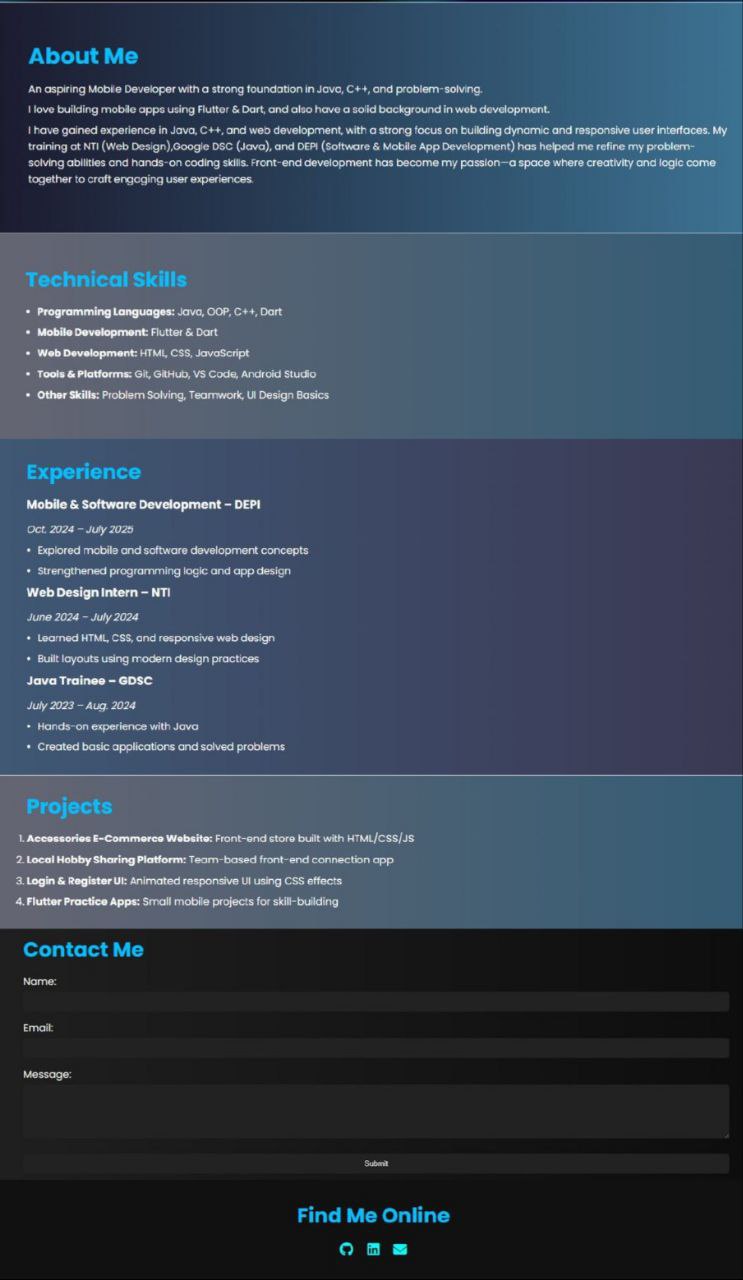 About Me
An aspiring Mobile Developer with a strong foundation in Java, C++, and problem-solving.
I love building mobile apps using Flutter & Dart, and also have a solid background in web development.
I have gained experience in Java, C++, and web development, with a strong focus on building dynamic and responsive user interfaces. My
training at NTI (Web Design),Google DSC (Java), and DEPI (Software & Mobile App Development) has helped me refine my problem-
solving abilities and hands-on coding skills. Front-end development has become my passion—a space where creativity and logic come
together to craft engaging user experiences.
Technical Skills
• Programming Languages: Java, OOP, C++, Dart
• Mobile Development: Flutter & Dart
• Web Development: HTML, CSS, JavaScript
• Tools & Platforms: Git, GitHub, VS Code, Android Studio
• Other Skills: Problem Solving, Teamwork, UI Design Basics
Experience
Mobile & Software Development – DEPI
Oct, 2024 – July 2025
• Explored mobile and software development concepts
• Strengthened programming logic and app design
Web Design Intern – NTI
June 2024 – July 2024
• Learned HTML, CSS, and responsive web design
• Built layouts using modern design practices
Java Trainee – GDSC
July 2023 – Aug, 2024
• Hands-on experience with Java
• Created basic applications and solved problems
Projects
1. Accessories E-Commerce Website: Front-end store built with HTML/CSS/JS
2. Local Hobby Sharing Platform: Team-based front-end connection app
3. Login & Register UI: Animated responsive UI using CSS effects
4. Flutter Practice Apps: Small mobile projects for skill-building
Contact Me
Name:
Email:
Message:
Submit
Find Me Online